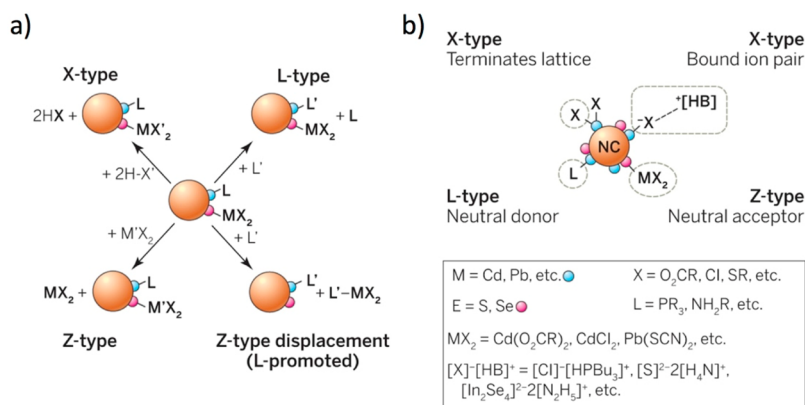 a)
X-type
L
2HX +
MX'₂
+ 2H-X'
L-type
L'
+ L
MX₂
+ L'
L
MX₂
+ M'X₂
+ L'
MX₂ +
L
M'X₂
Z-type
L'
+ L'–MX₂
Z-type displacement
(L-promoted)
b)
X-type
Terminates lattice
X-type
Bound ion pair
X
X
⁻X
⁺[HB]
NC
L
MX₂
L-type
Neutral donor
Z-type
Neutral acceptor
M = Cd, Pb, etc.
X = O₂CR, Cl, SR, etc.
E = S, Se
L = PR₃, NH₂R, etc.
MX₂ = Cd(O₂CR)₂, CdCl₂, Pb(SCN)₂, etc.
[X]⁻[HB]⁺ = [Cl]⁻[HPBu₃]⁺, [S]²⁻2[H₄N]⁺,
[In₂Se₄]²⁻2[N₂H₅]⁺, etc.